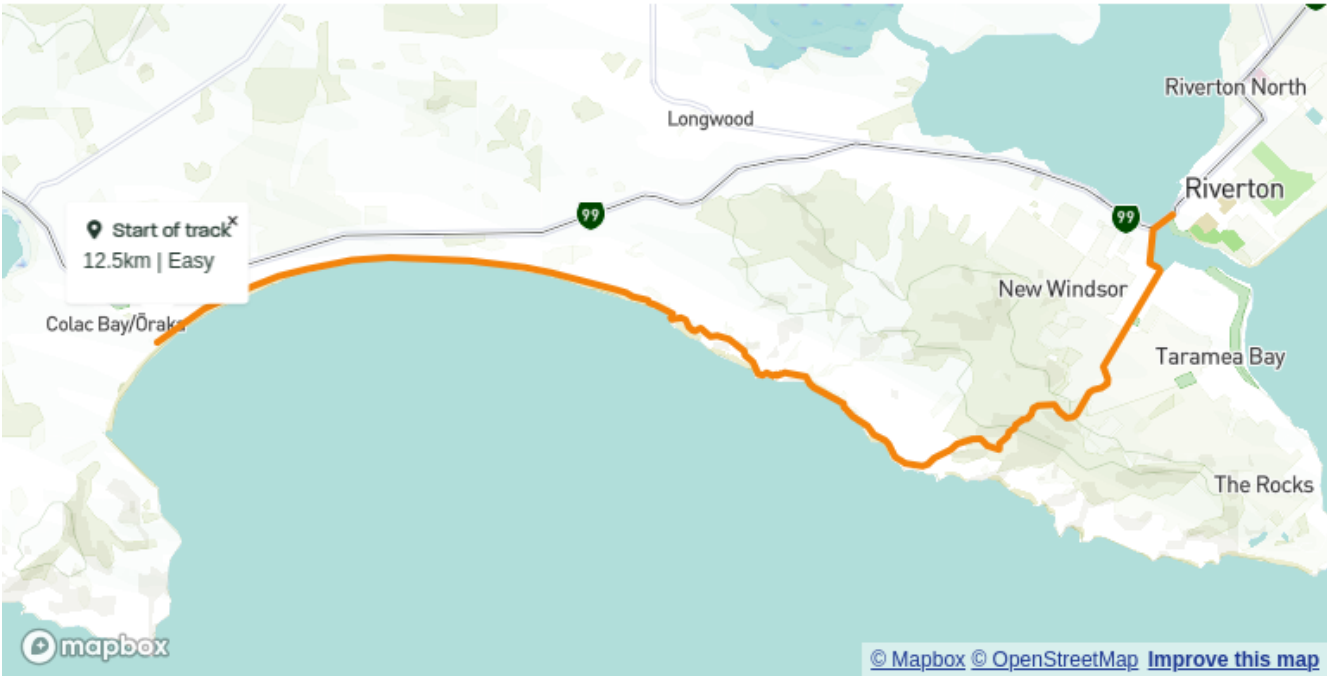 Riverton North
Longwood
Riverton
99
99
Start of track
×
12.5km | Easy
New Windsor
Colac Bay/Ōraka
Taramea Bay
The Rocks
mapbox
© Mapbox © OpenStreetMap Improve this map